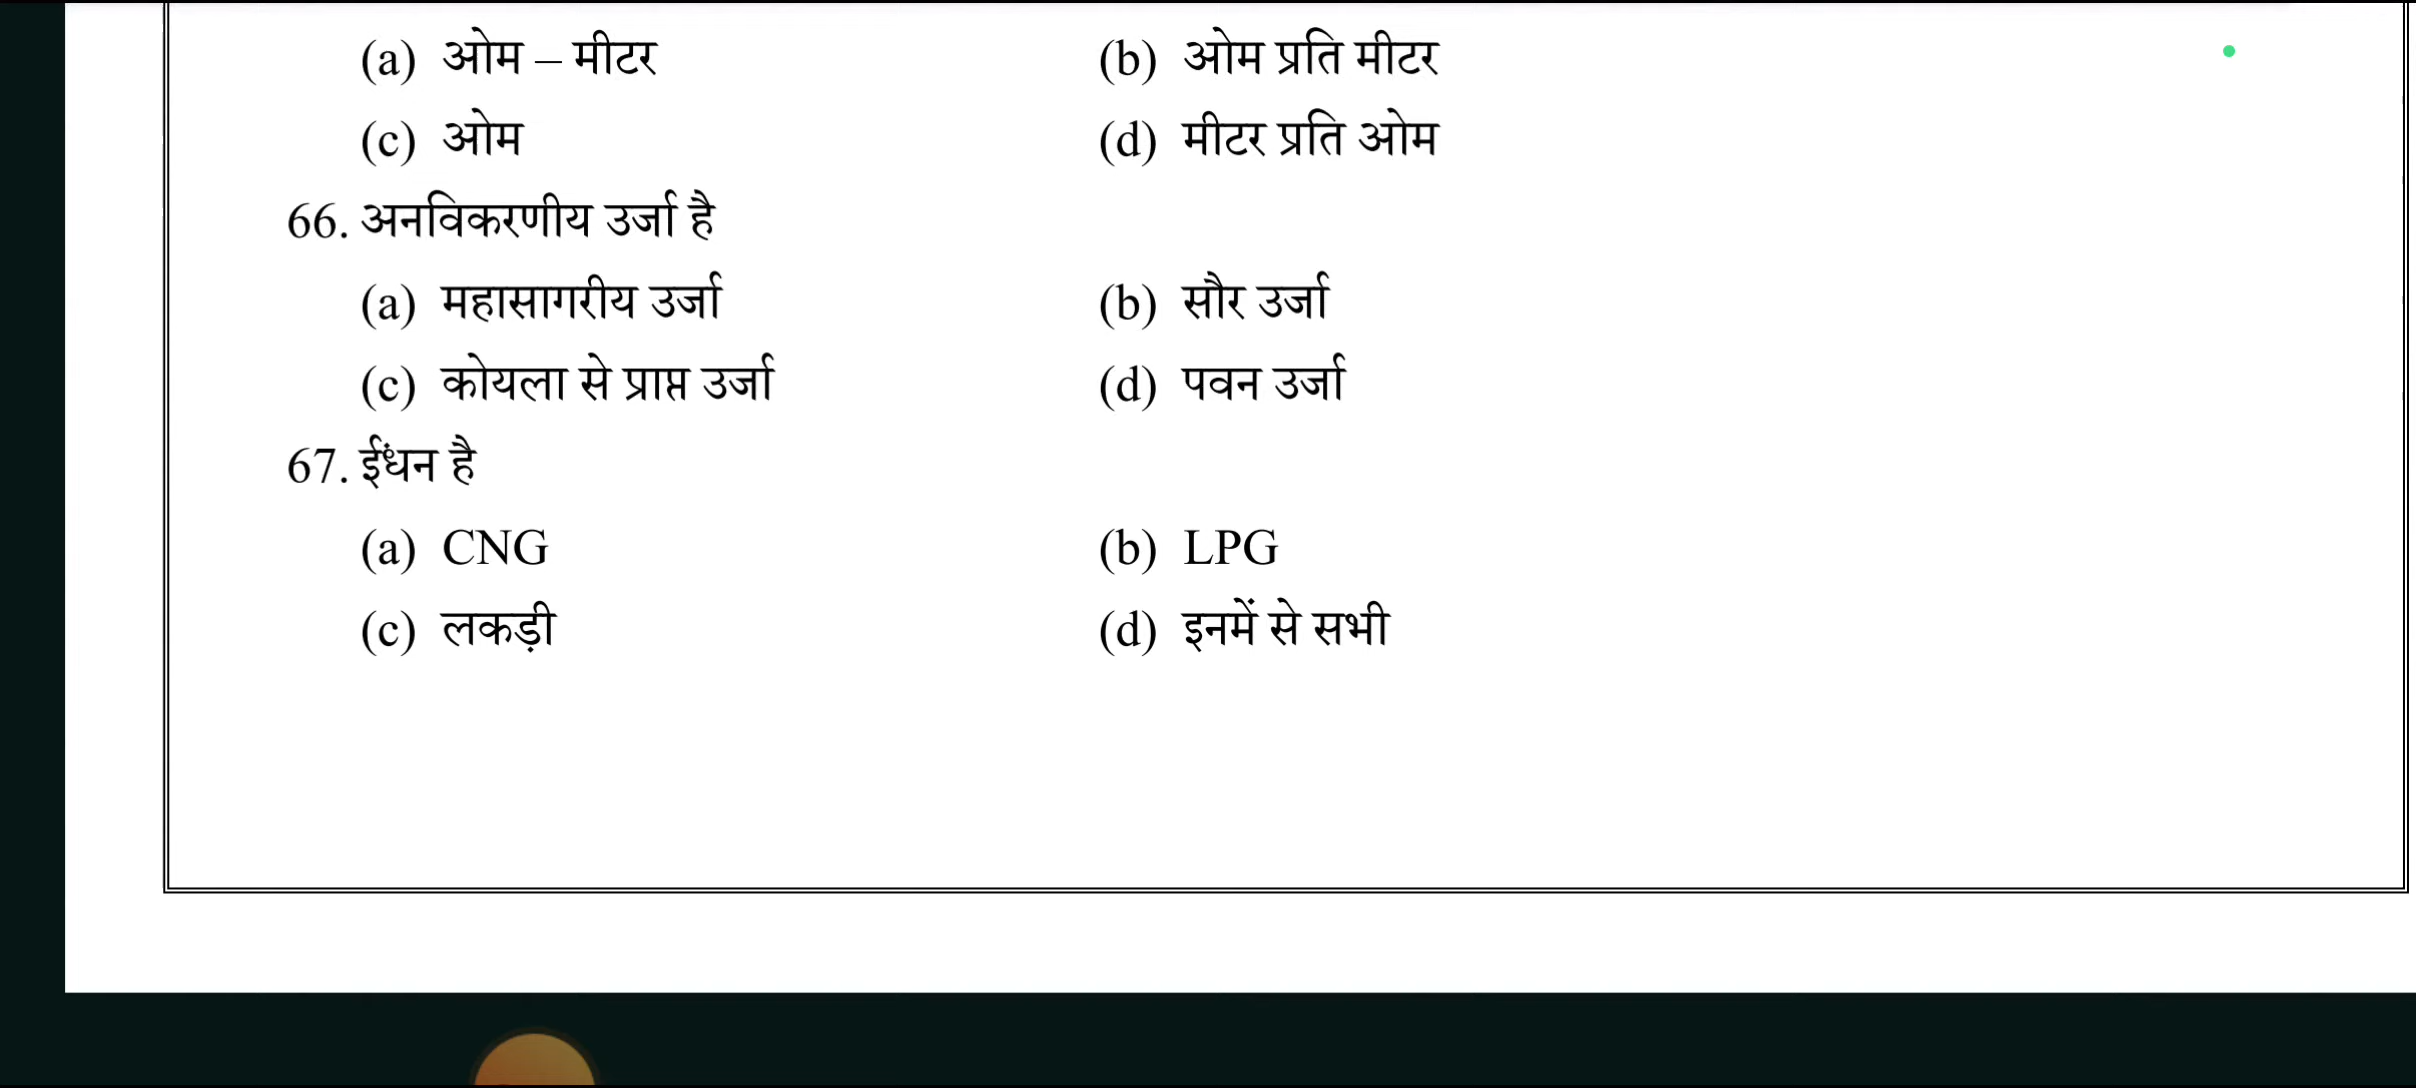 (a) ओम – मीटर (b) ओम प्रति मीटर
(c) ओम (d) मीटर प्रति ओम
66. अनविकरणीय उर्जा है
(a) महासागरीय उर्जा (b) सौर उर्जा
(c) कोयला से प्राप्त उर्जा (d) पवन उर्जा
67. ईंधन है
(a) CNG (b) LPG
(c) लकड़ी (d) इनमें से सभी